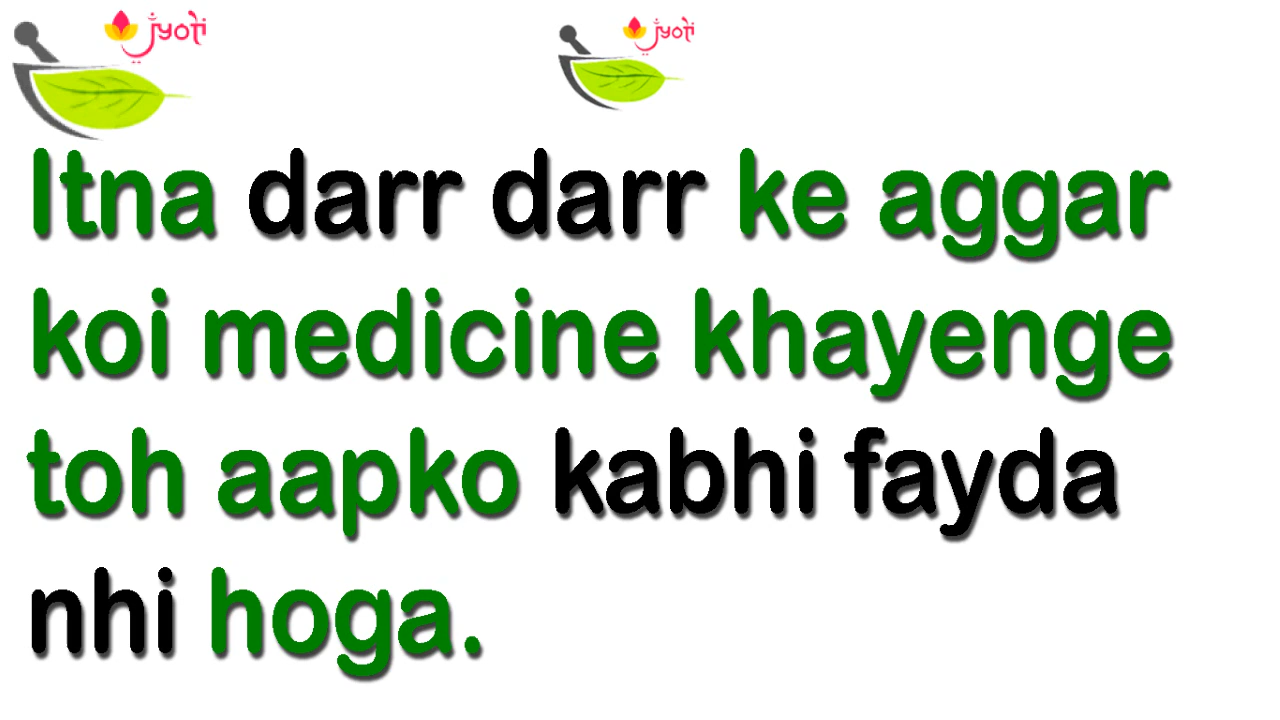 jyoti jyoti
Itna darr darr ke aggar
koi medicine khayenge
toh aapko kabhi fayda
nhi hoga.